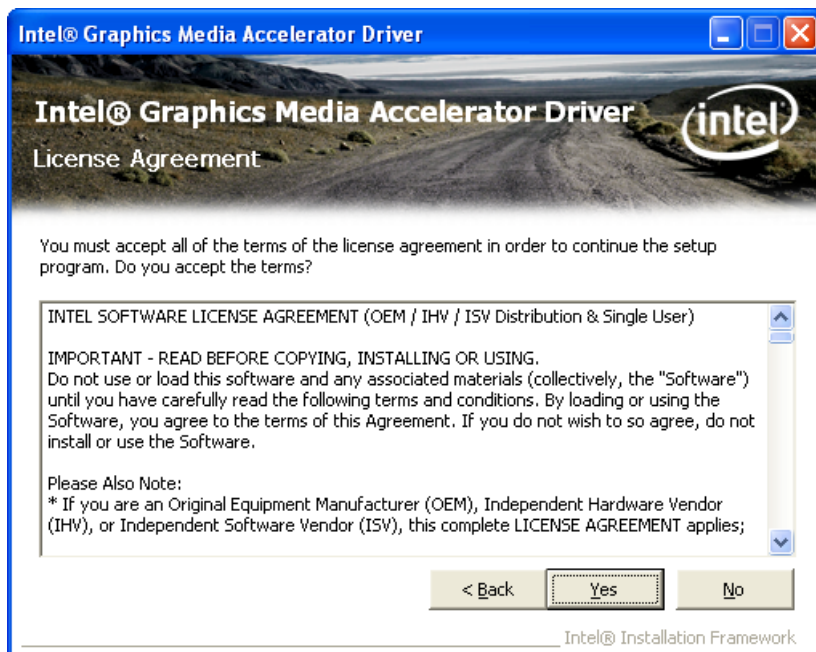 Intel® Graphics Media Accelerator Driver
Intel® Graphics Media Accelerator Driver
intel
License Agreement
You must accept all of the terms of the license agreement in order to continue the setup
program. Do you accept the terms?
INTEL SOFTWARE LICENSE AGREEMENT (OEM / IHV / ISV Distribution & Single User)
IMPORTANT - READ BEFORE COPYING, INSTALLING OR USING.
Do not use or load this software and any associated materials (collectively, the "Software")
until you have carefully read the following terms and conditions. By loading or using the
Software, you agree to the terms of this Agreement. If you do not wish to so agree, do not
install or use the Software.
Please Also Note:
* If you are an Original Equipment Manufacturer (OEM), Independent Hardware Vendor
(IHV), or Independent Software Vendor (ISV), this complete LICENSE AGREEMENT applies;
< Back Yes No
Intel® Installation Framework